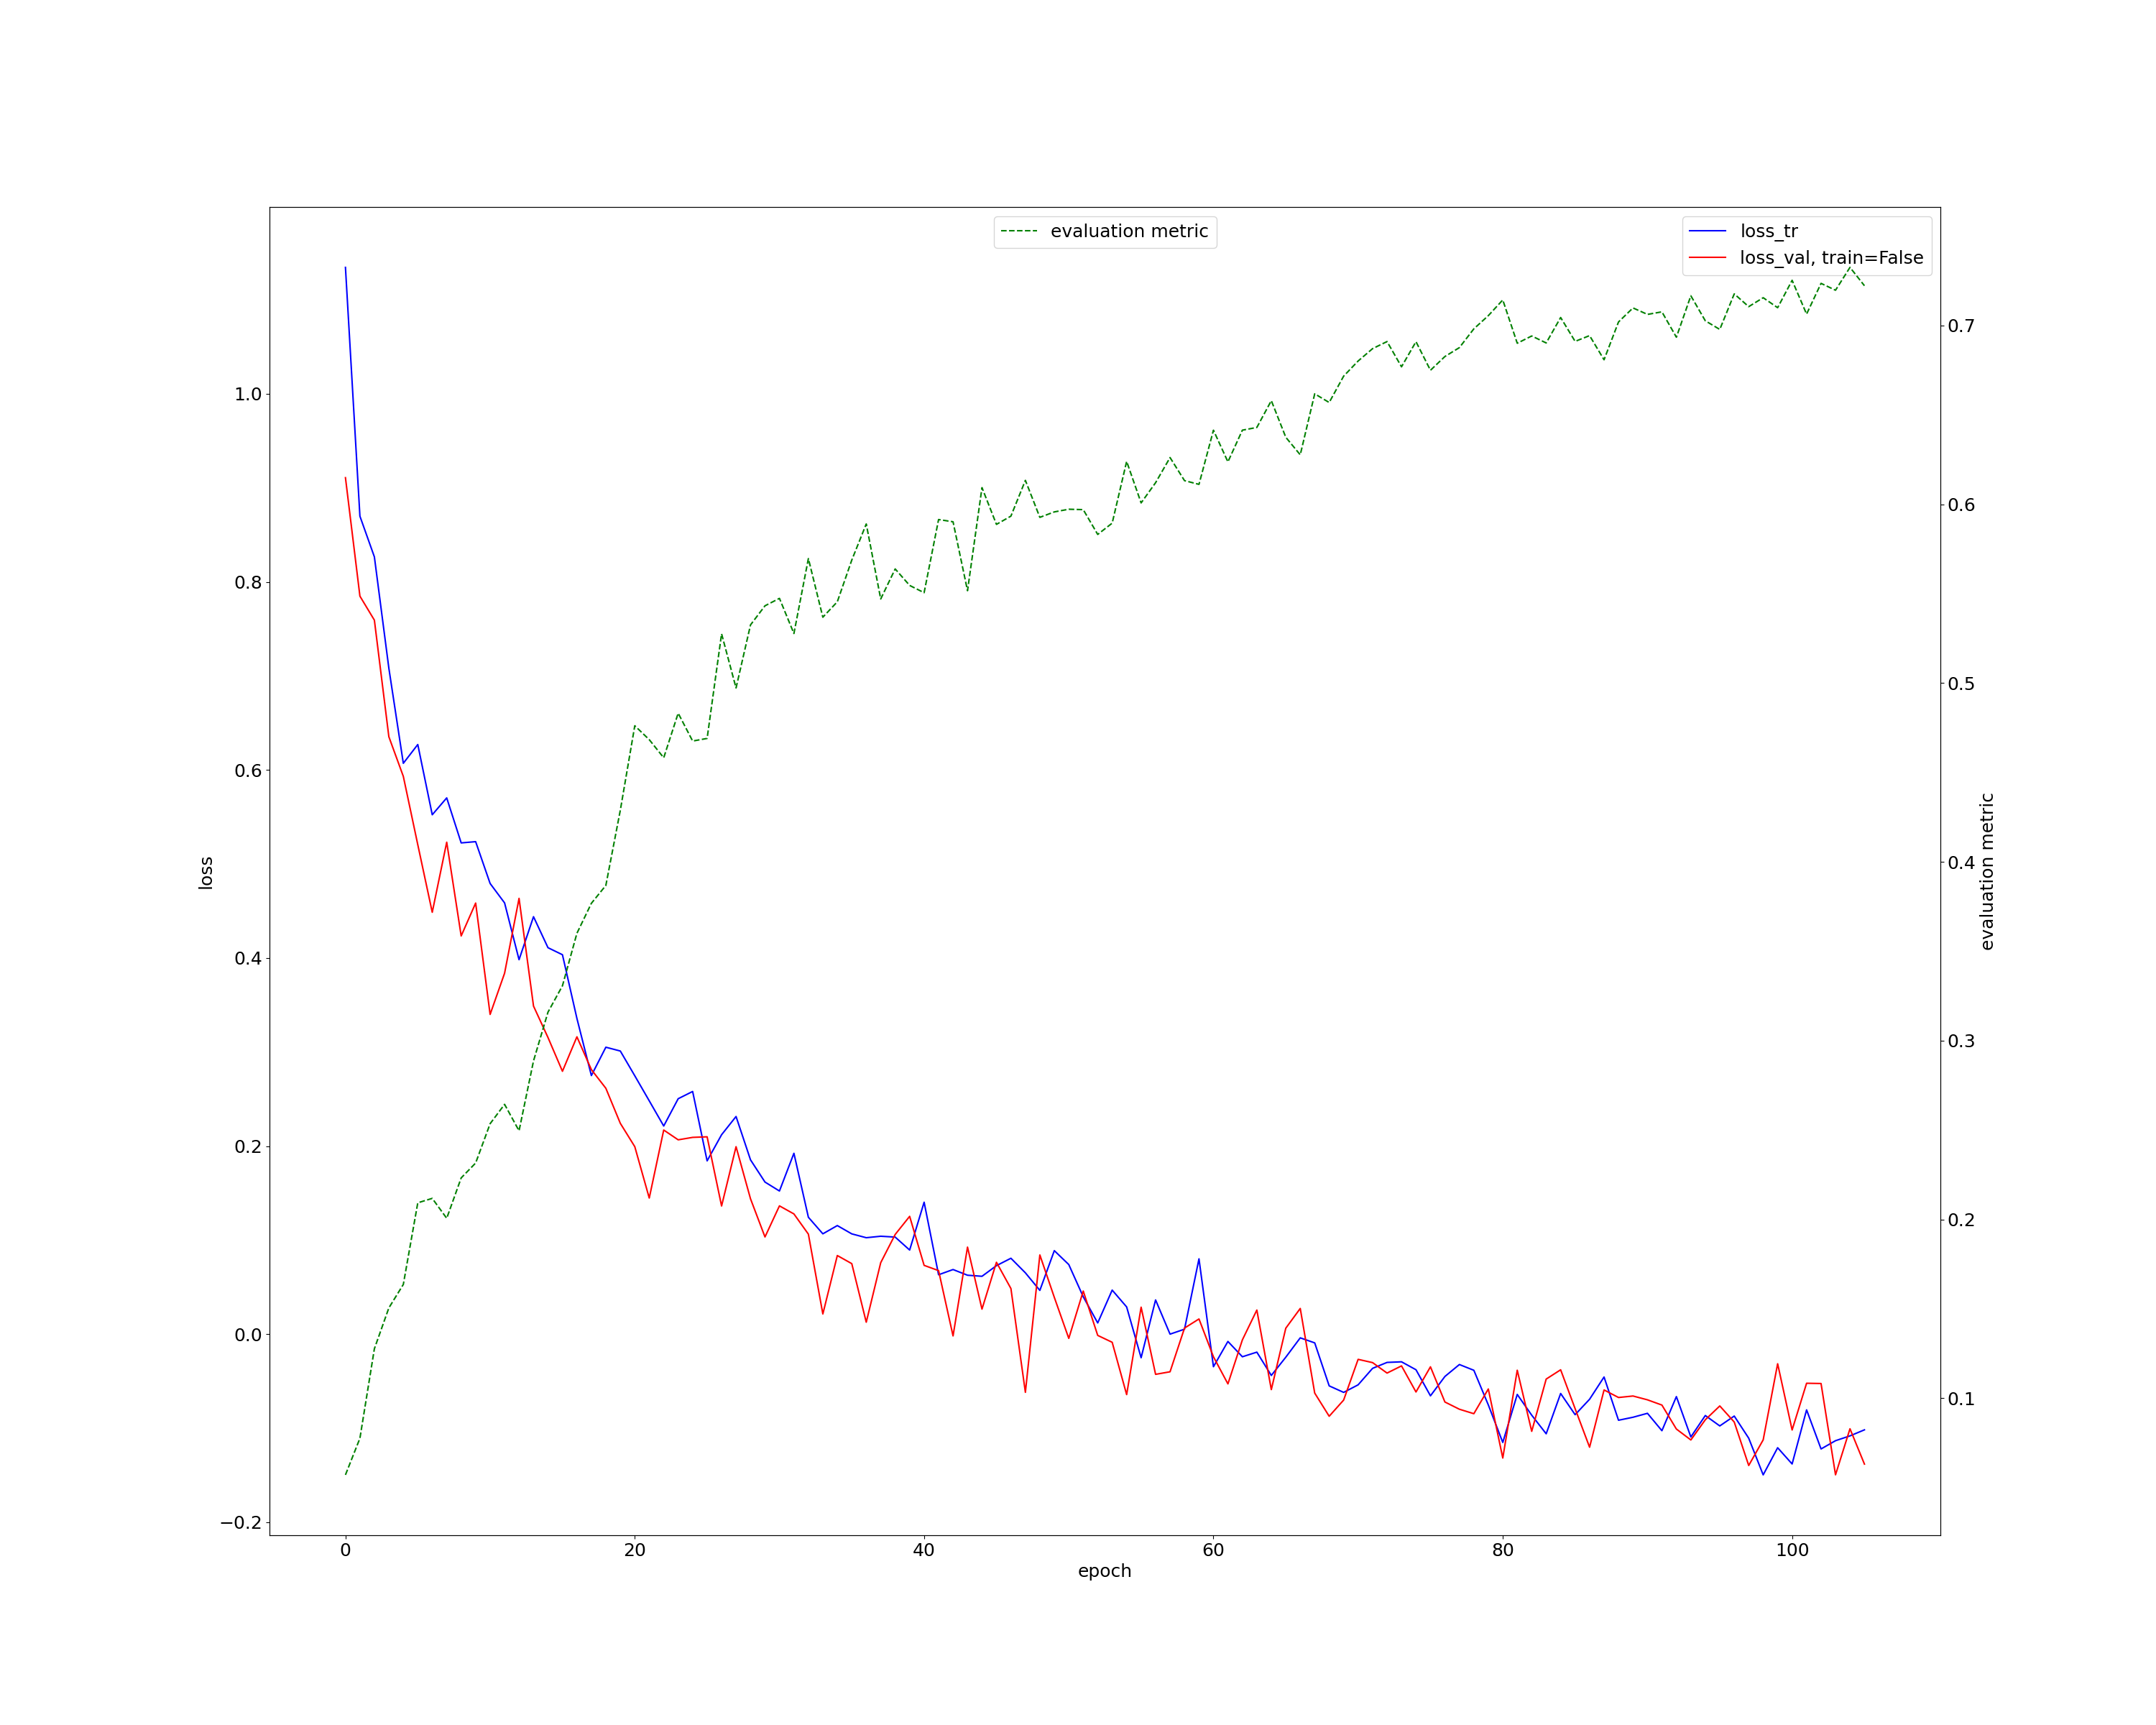 evaluation metric
loss_tr
loss_val, train=False
1.0
0.8
0.6
0.4
0.2
0.0
−0.2
loss
0.7
0.6
0.5
0.4
0.3
0.2
0.1
evaluation metric
0 20 40 60 80 100
epoch